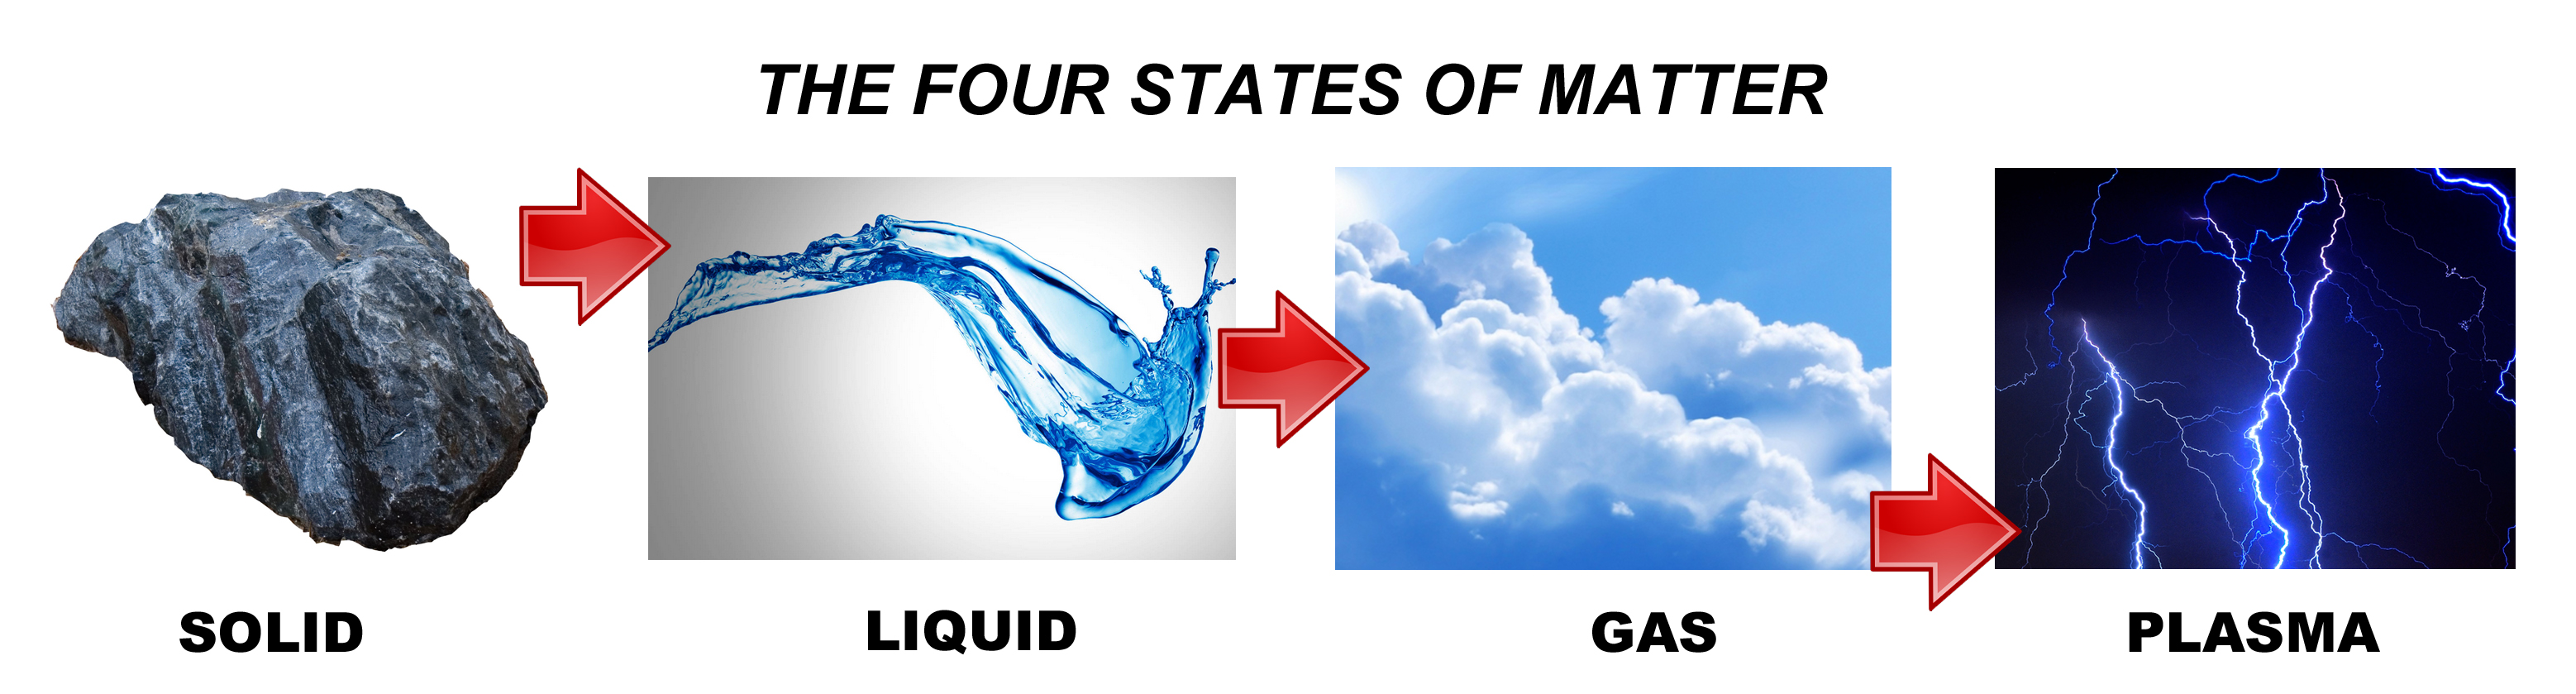 THE FOUR STATES OF MATTER
SOLID
LIQUID
GAS
PLASMA